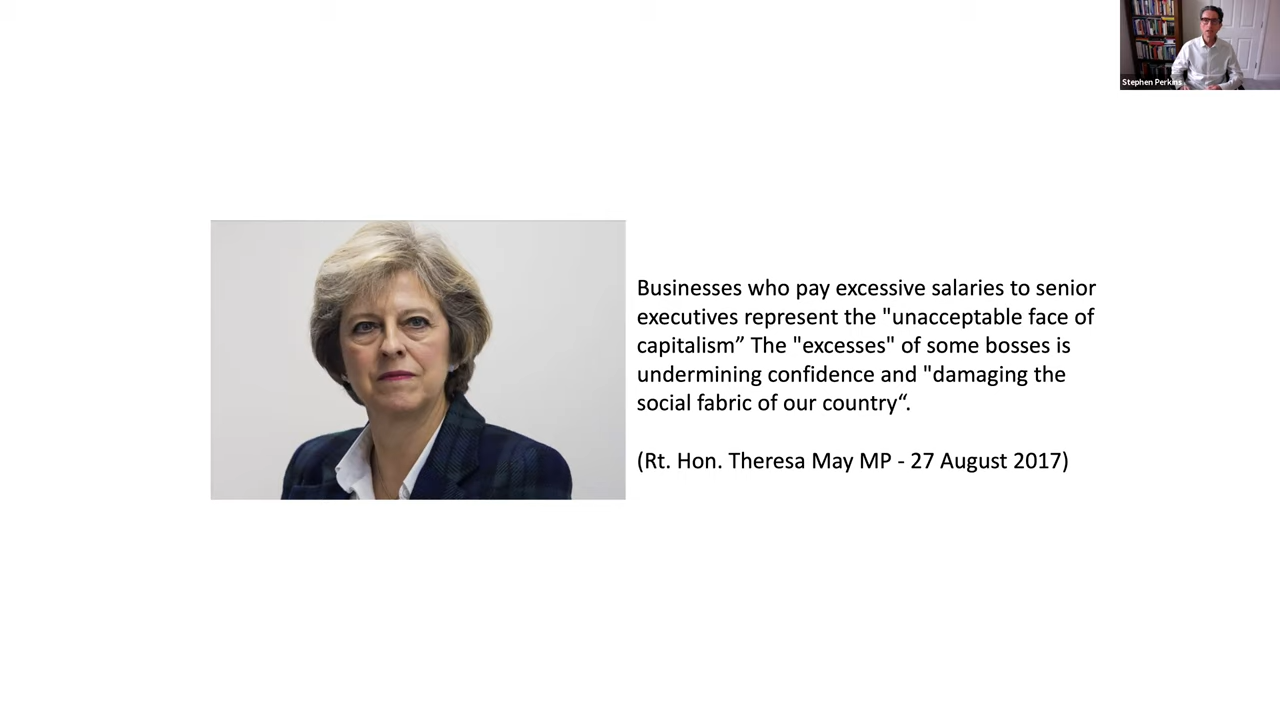 Stephen Perkins
Businesses who pay excessive salaries to senior
executives represent the "unacceptable face of
capitalism” The "excesses" of some bosses is
undermining confidence and "damaging the
social fabric of our country“.
(Rt. Hon. Theresa May MP - 27 August 2017)